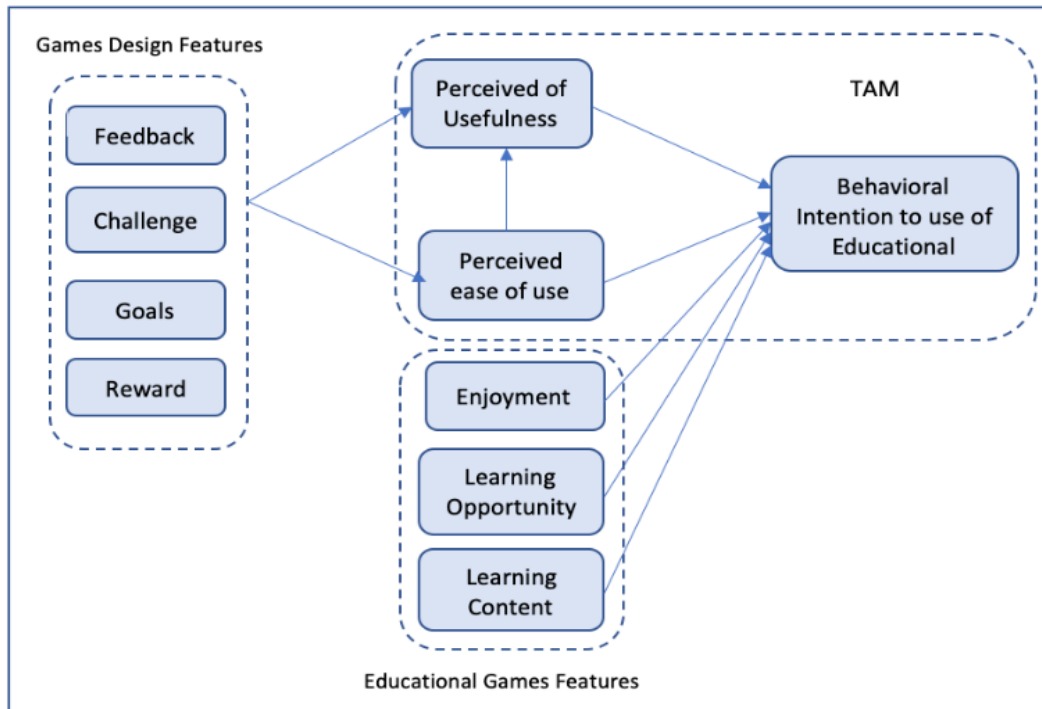 Games Design Features
Feedback
Challenge
Goals
Reward
Perceived of
Usefulness
Perceived
ease of use
TAM
Behavioral
Intention to use of
Educational
Enjoyment
Learning
Opportunity
Learning
Content
Educational Games Features